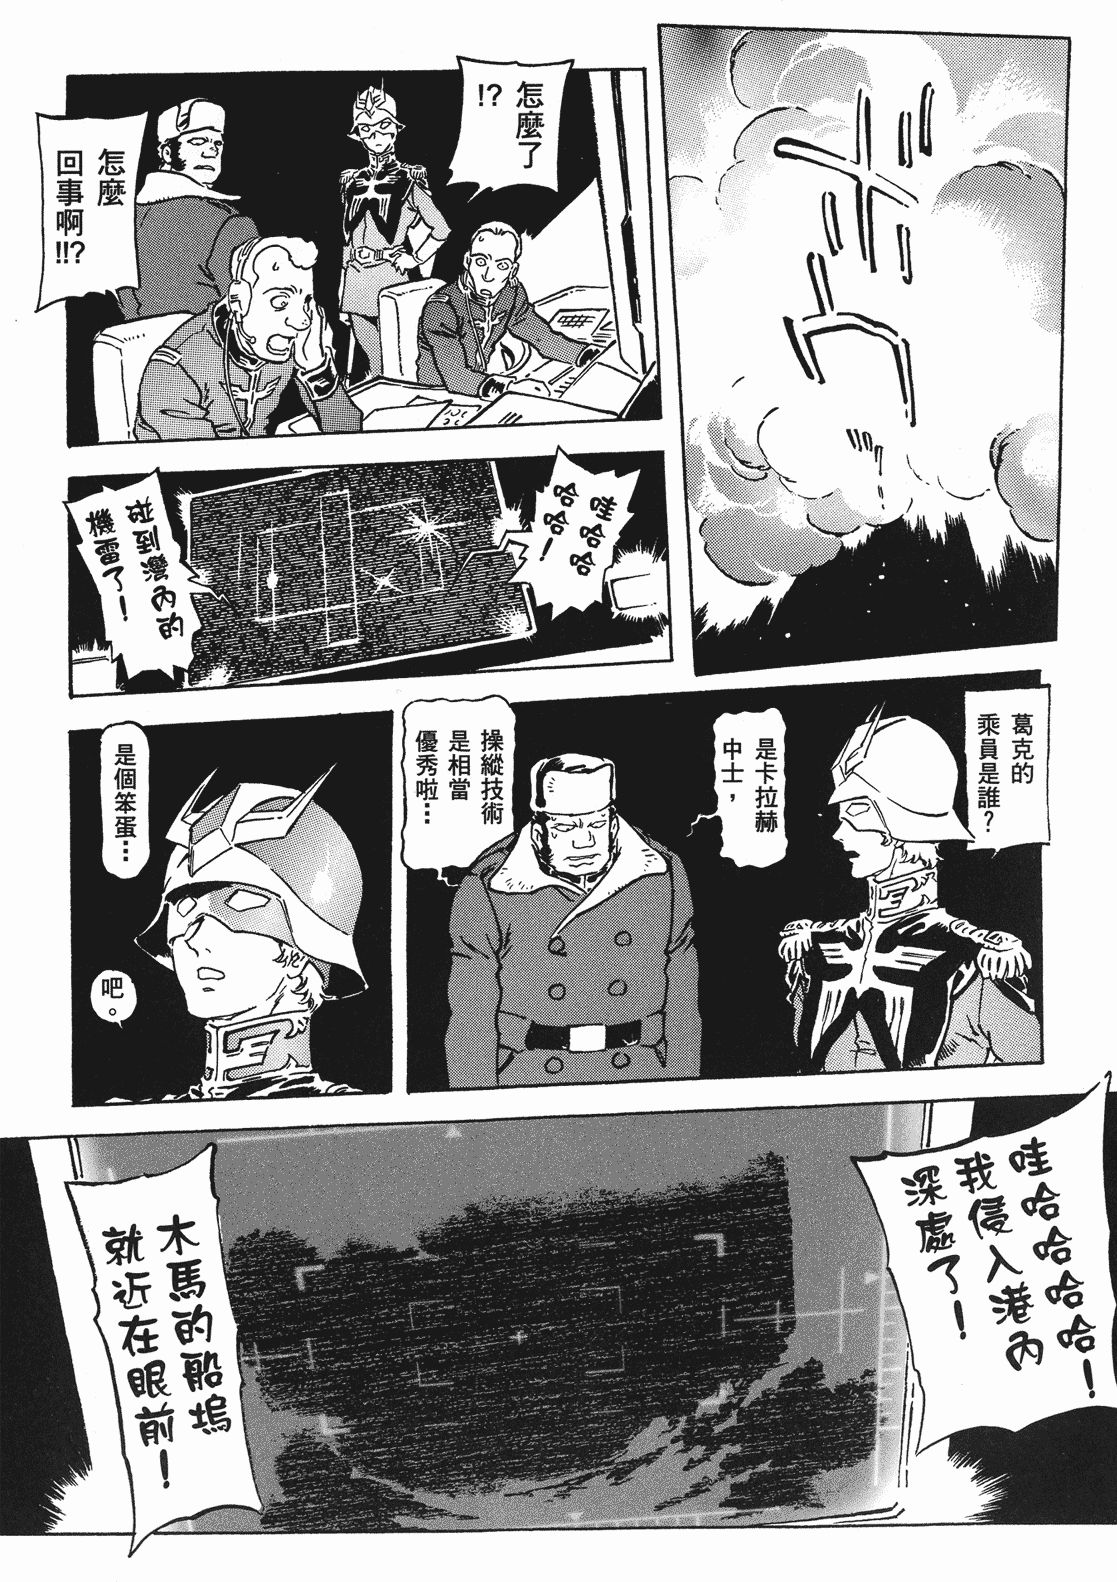 キャ
怎麼了
!?
怎麼
回事啊!!?
哇哈哈
哈哈!
被到灣內的
機雷了!
葛克的
乘員是誰?
是卡拉赫
中士，
操縱技術
是相當
優秀啦…
是個笨蛋…
吧。
哇哈哈哈哈!
我侵入港內
深處了!
木馬的船塢
就近在眼前!